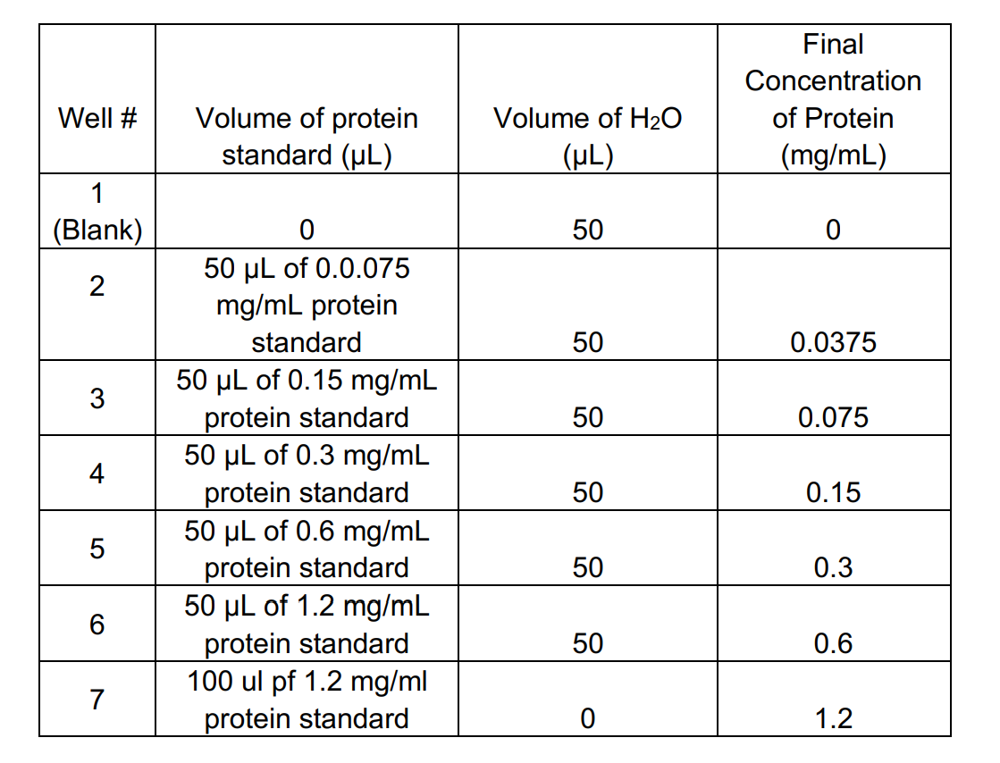 Well #
Volume of protein
standard (µL)
Volume of H₂O
(µL)
Final
Concentration
of Protein
(mg/mL)
1
(Blank)
0
50
0
2
50 µL of 0.0.075
mg/mL protein
standard
50
0.0375
3
50 µL of 0.15 mg/mL
protein standard
50
0.075
4
50 µL of 0.3 mg/mL
protein standard
50
0.15
5
50 µL of 0.6 mg/mL
protein standard
50
0.3
6
50 µL of 1.2 mg/mL
protein standard
50
0.6
7
100 ul pf 1.2 mg/ml
protein standard
0
1.2